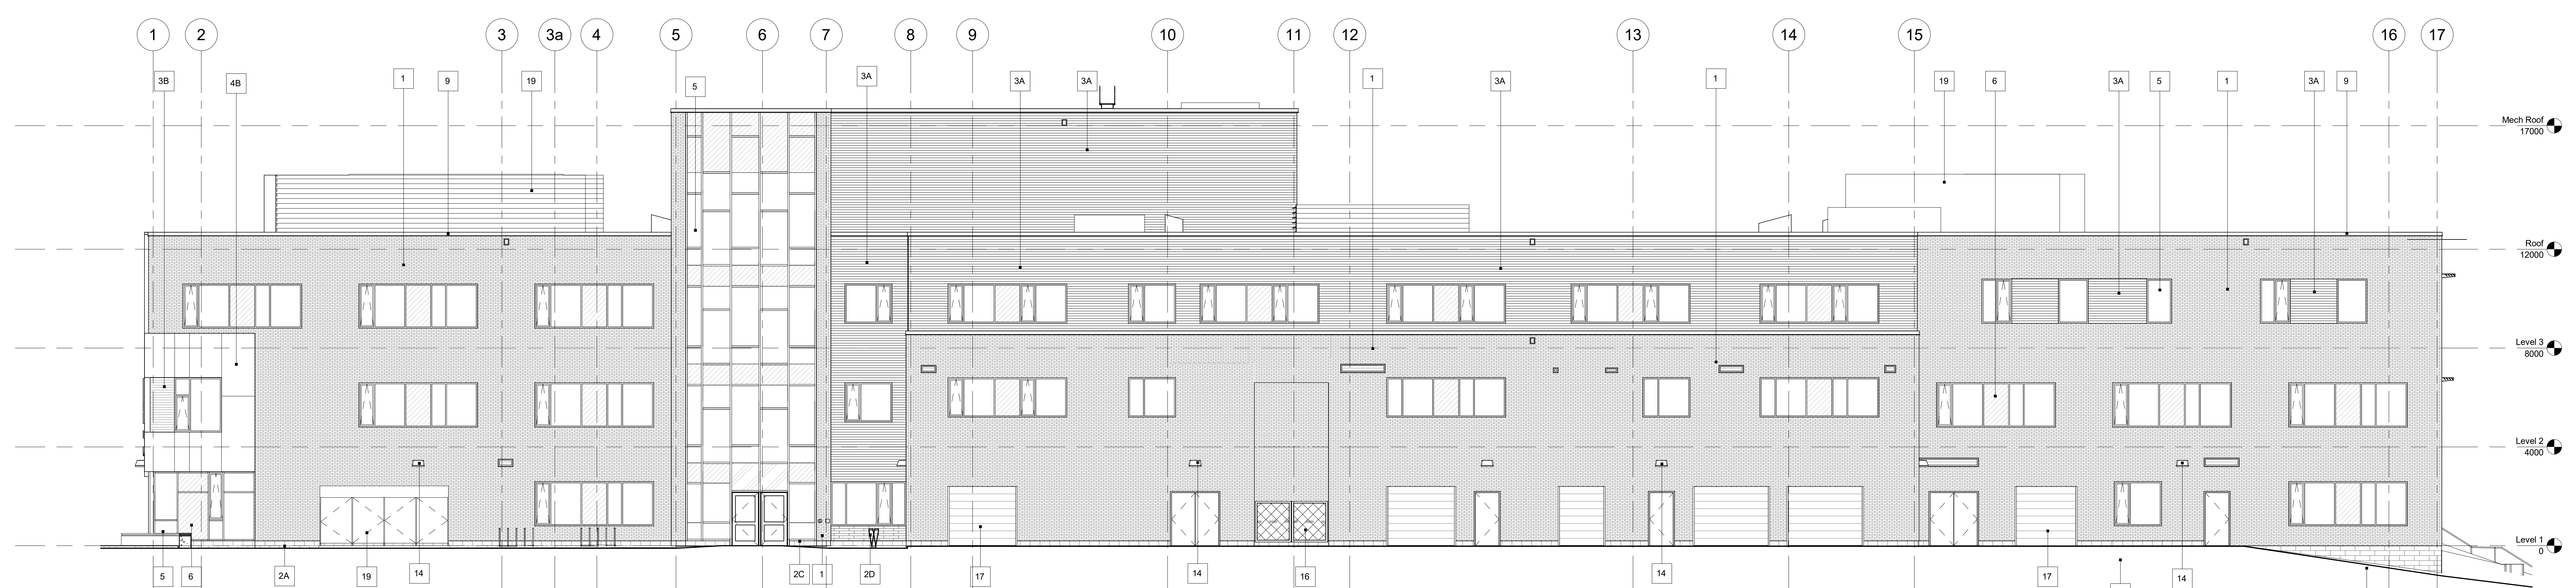 1 2 3 3a 4 5 6 7 8 9 10 11 12 13 14 15 16 17
3B 4B 1 9 19 5 3A 3A 3A 1 3A 1 19 6 3A 5 1 3A 9
Mech Roof
17000
Roof
12000
Level 3
8000
Level 2
4000
Level 1
0
5 6 2A 19 14 2C 1 2D 17 14 16 14 17 14